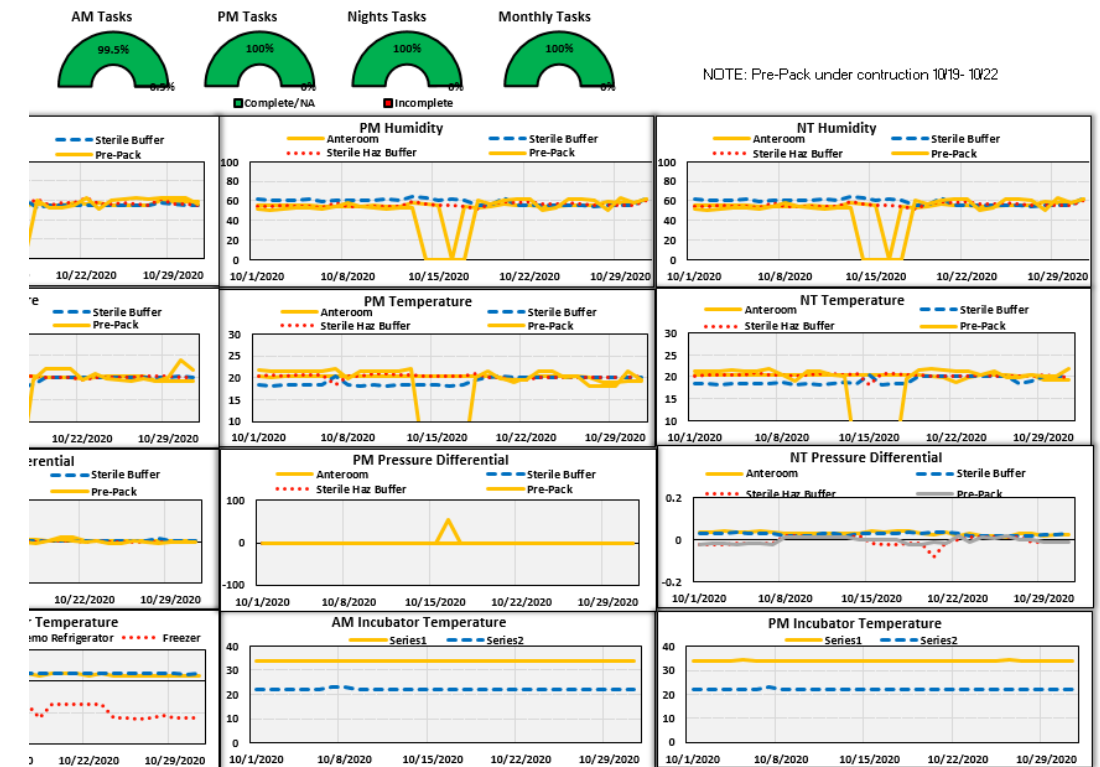 AM Tasks PM Tasks Nights Tasks Monthly Tasks
99.5% 100% 100% 100%
0.5% 0% 0% 0%
NOTE: Pre-Pack under contruction 10/19- 10/22
Complete/NA Incomplete
Sterile Buffer
Pre-Pack
10/22/2020 10/29/2020
PM Humidity
Anteroom Sterile Buffer
Sterile Haz Buffer Pre-Pack
100
80
60
40
20
0
10/1/2020 10/8/2020 10/15/2020 10/22/2020 10/29/2020
NT Humidity
Anteroom Sterile Buffer
Sterile Haz Buffer Pre-Pack
100
80
60
40
20
0
10/1/2020 10/8/2020 10/15/2020 10/22/2020 10/29/2020
re
Sterile Buffer
Pre-Pack
10/22/2020 10/29/2020
PM Temperature
Anteroom Sterile Buffer
Sterile Haz Buffer Pre-Pack
30
25
20
15
10
10/1/2020 10/8/2020 10/15/2020 10/22/2020 10/29/2020
NT Temperature
Anteroom Sterile Buffer
Sterile Haz Buffer Pre-Pack
30
25
20
15
10
10/1/2020 10/8/2020 10/15/2020 10/22/2020 10/29/2020
erential
Sterile Buffer
Pre-Pack
10/22/2020 10/29/2020
PM Pressure Differential
Anteroom Sterile Buffer
Sterile Haz Buffer Pre-Pack
100
0
-100
10/1/2020 10/8/2020 10/15/2020 10/22/2020 10/29/2020
NT Pressure Differential
Anteroom Sterile Buffer
Sterile Haz Buffer Pre-Pack
0.2
0
-0.2
10/1/2020 10/8/2020 10/15/2020 10/22/2020 10/29/2020
r Temperature
emo Refrigerator Freezer
10/22/2020 10/29/2020
AM Incubator Temperature
Series1 Series2
40
30
20
10
0
10/1/2020 10/8/2020 10/15/2020 10/22/2020 10/29/2020
PM Incubator Temperature
Series1 Series2
40
30
20
10
0
10/1/2020 10/8/2020 10/15/2020 10/22/2020 10/29/2020